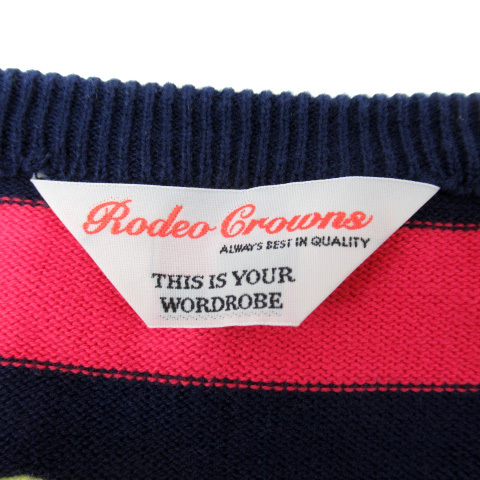 Rodeo Crowns
ALWAYS BEST IN QUALITY
THIS IS YOUR
WORDROBE